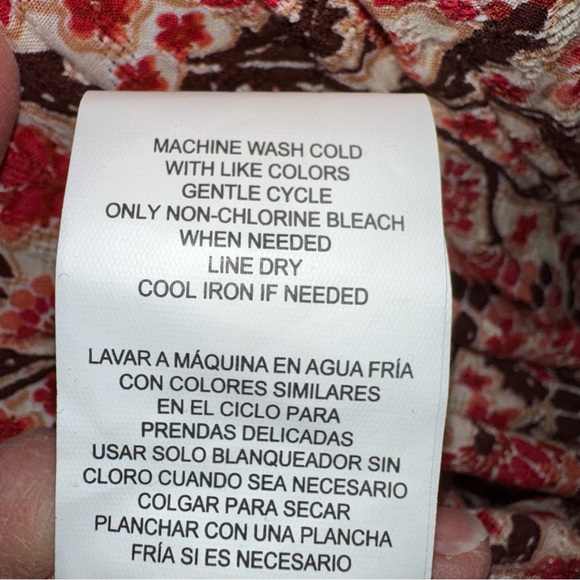 MACHINE WASH COLD
WITH LIKE COLORS
GENTLE CYCLE
ONLY NON-CHLORINE BLEACH
WHEN NEEDED
LINE DRY
COOL IRON IF NEEDED
LAVAR A MÁQUINA EN AGUA FRÍA
CON COLORES SIMILARES
EN EL CICLO PARA
PRENDAS DELICADAS
USAR SOLO BLANQUEADOR SIN
CLORO CUANDO SEA NECESARIO
COLGAR PARA SECAR
PLANCHAR CON UNA PLANCHA
FRÍA SI ES NECESARIO